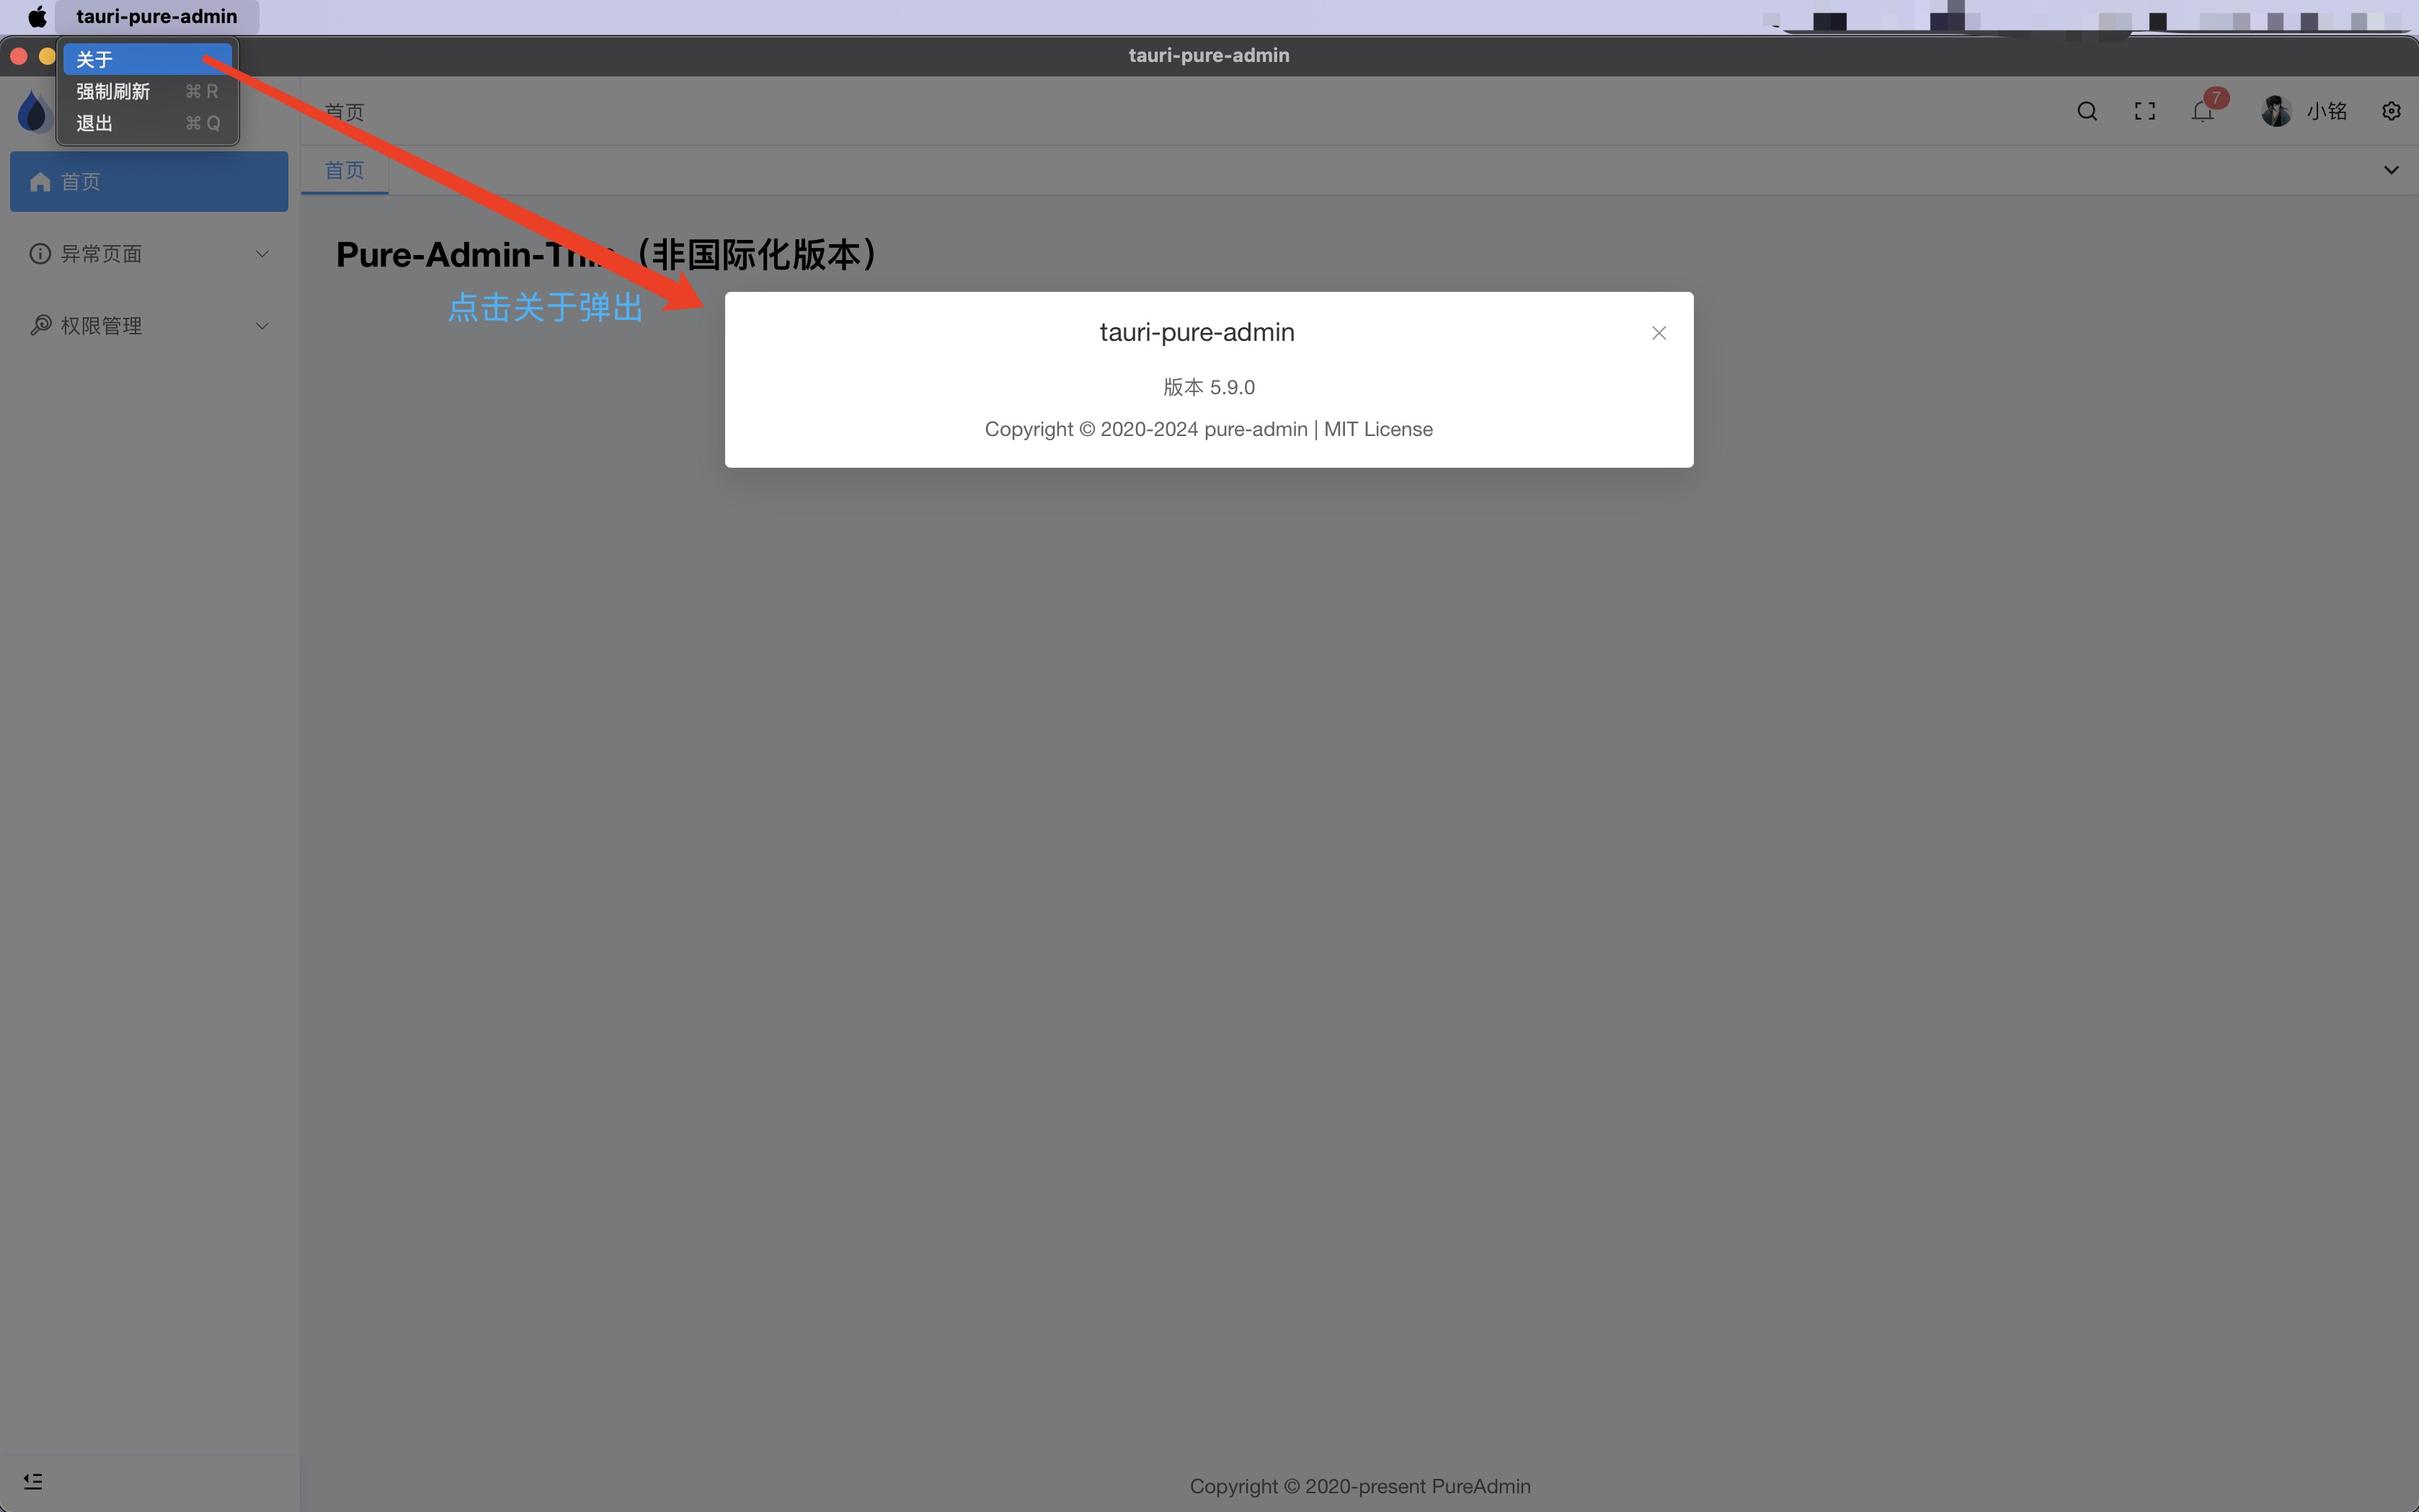 tauri-pure-admin
tauri-pure-admin
关于
强制刷新 ⌘ R
退出 ⌘ Q
首页
7
小铭
首页
首页
异常页面
权限管理
Pure-Admin-Thin（非国际化版本）
点击关于弹出
tauri-pure-admin
版本 5.9.0
Copyright © 2020-2024 pure-admin | MIT License
Copyright © 2020-present PureAdmin